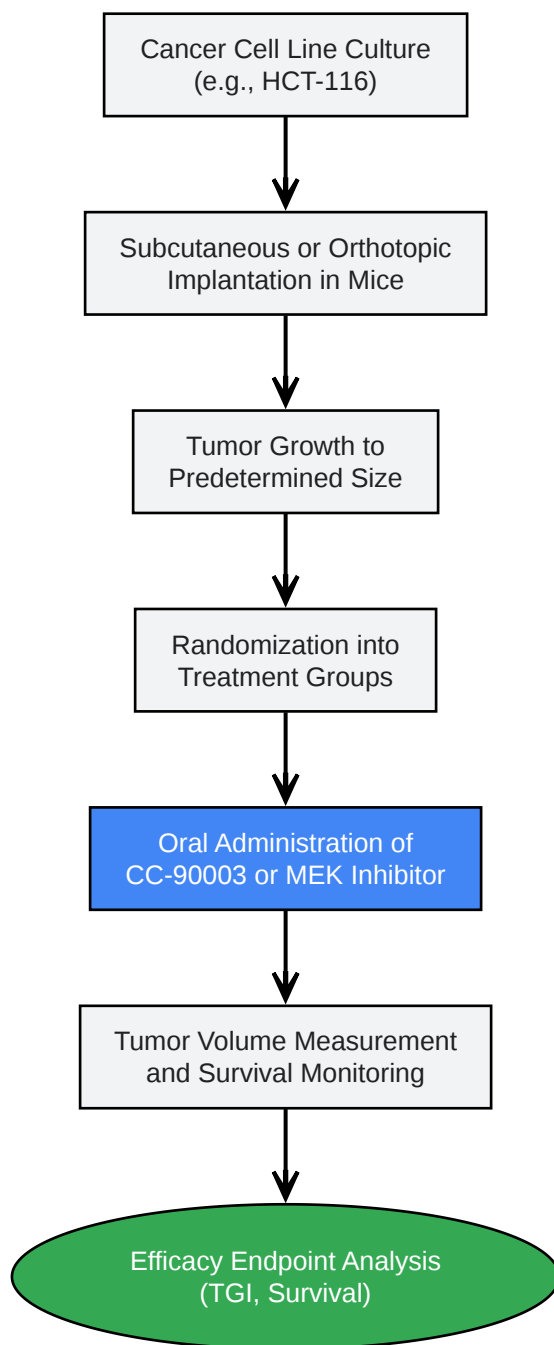 Cancer Cell Line Culture
(e.g., HCT-116)
Subcutaneous or Orthotopic
Implantation in Mice
Tumor Growth to
Predetermined Size
Randomization into
Treatment Groups
Oral Administration of
CC-90003 or MEK Inhibitor
Tumor Volume Measurement
and Survival Monitoring
Efficacy Endpoint Analysis
(TGI, Survival)